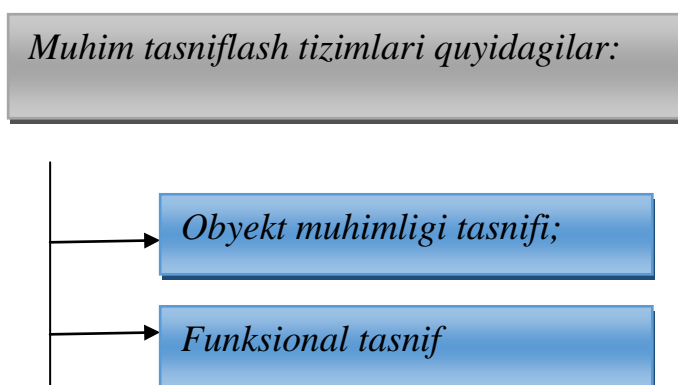 Muhim tasniflash tizimlari quyidagilar:
Obyekt muhimligi tasnifi;
Funksional tasnif